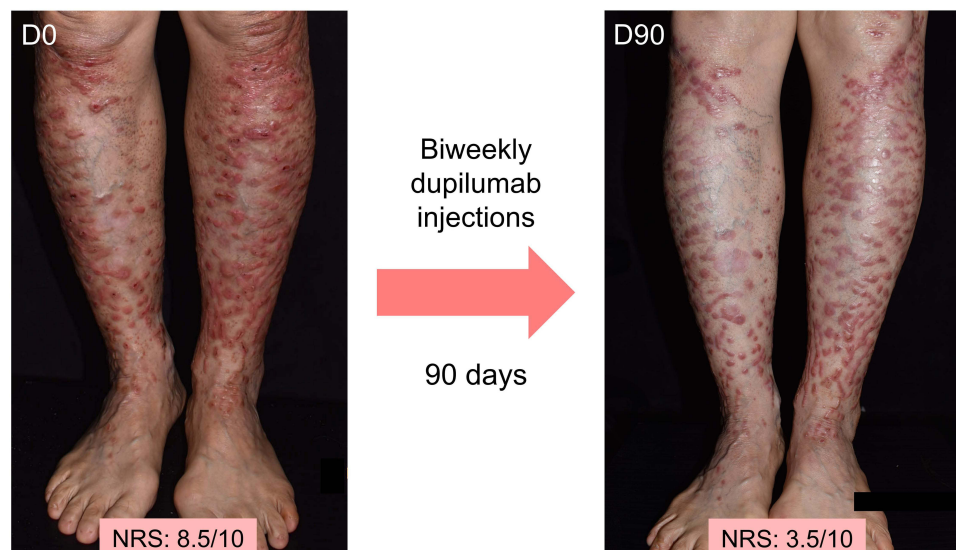 D0
NRS: 8.5/10
Biweekly
dupilumab
injections
90 days
D90
NRS: 3.5/10